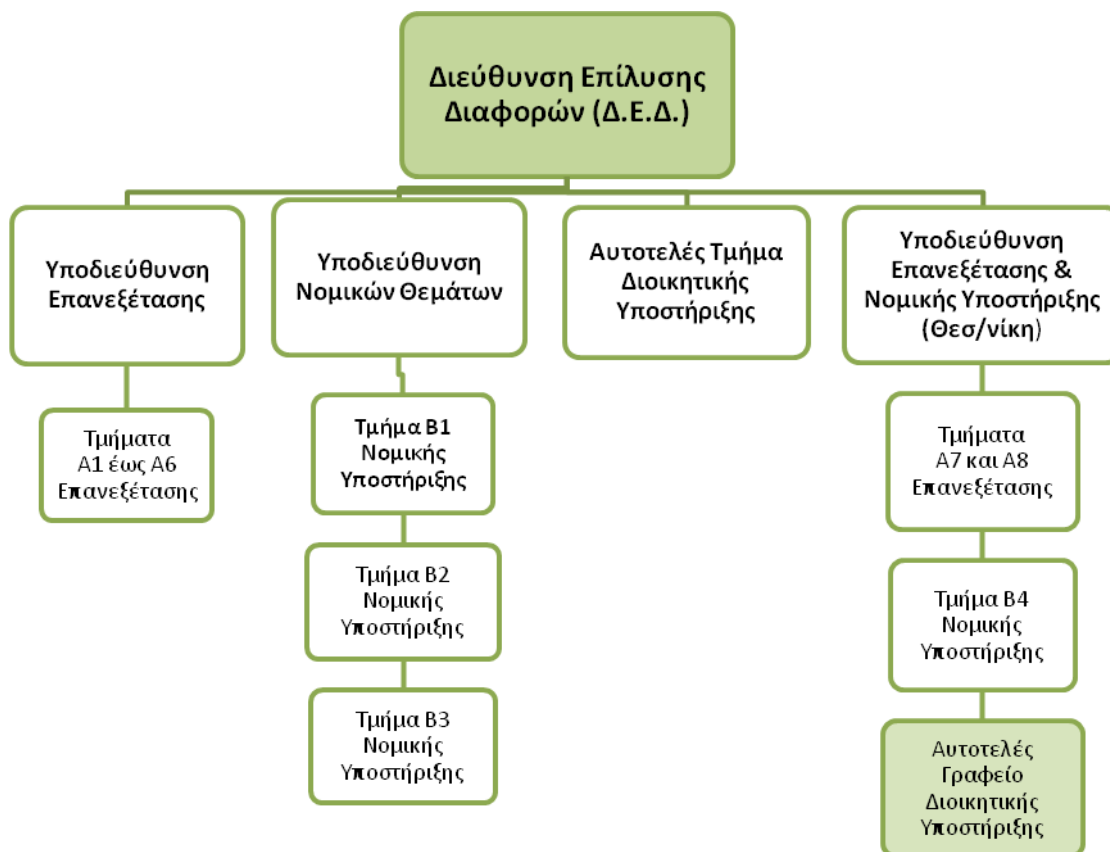 Διεύθυνση Επίλυσης
Διαφορών (Δ.Ε.Δ.)
Υποδιεύθυνση
Επανεξέτασης
Τμήματα
Α1 έως Α6
Επανεξέτασης
Υποδιεύθυνση
Νομικών Θεμάτων
Τμήμα Β1
Νομικής
Υποστήριξης
Τμήμα Β2
Νομικής
Υποστήριξης
Τμήμα Β3
Νομικής
Υποστήριξης
Αυτοτελές Τμήμα
Διοικητικής
Υποστήριξης
Υποδιεύθυνση
Επανεξέτασης &
Νομικής Υποστήριξης
(Θεσ/νίκη)
Τμήματα
Α7 και Α8
Επανεξέτασης
Τμήμα Β4
Νομικής
Υποστήριξης
Αυτοτελές
Γραφείο
Διοικητικής
Υποστήριξης